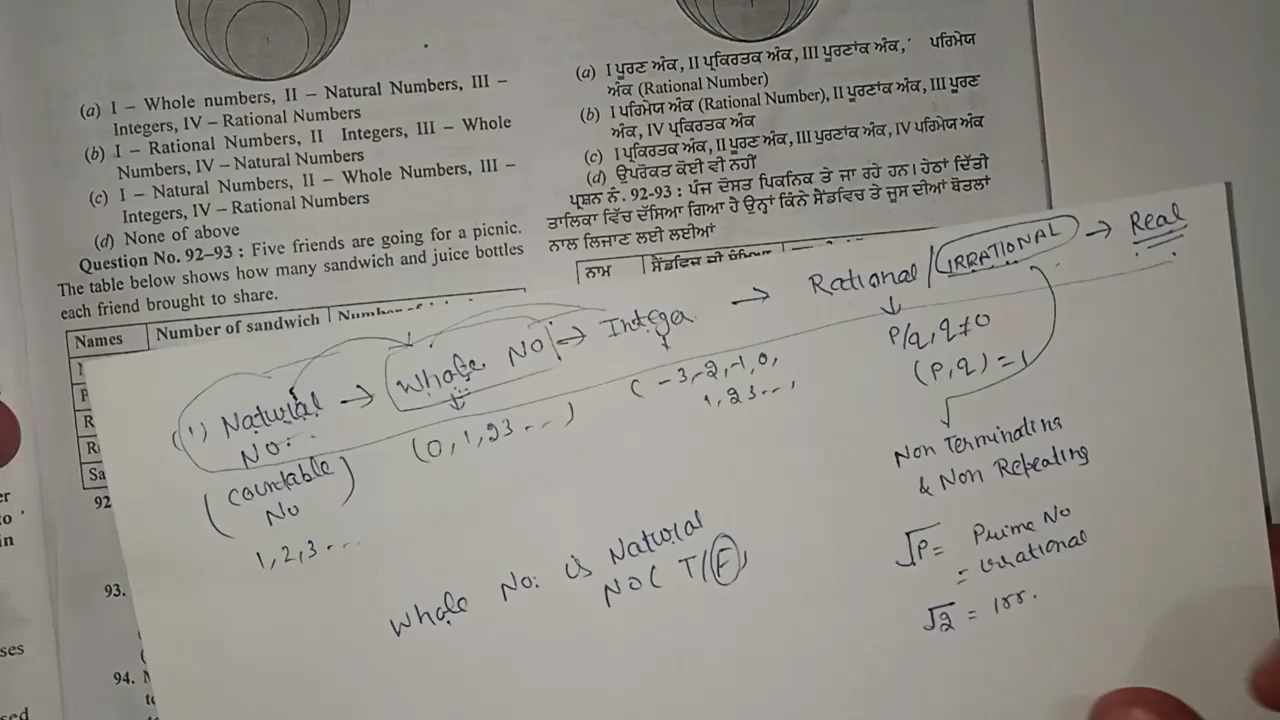 (a) I – Whole numbers, II – Natural Numbers, III –
Integers, IV – Rational Numbers
(b) I – Rational Numbers, II Integers, III – Whole
Numbers, IV – Natural Numbers
(c) I – Natural Numbers, II – Whole Numbers, III –
Integers, IV – Rational Numbers
(d) None of above
Question No. 92–93 : Five friends are going for a picnic.
The table below shows how many sandwich and juice bottles
each friend brought to share.
Names Number of sandwich
R
R
Sa
92
93.
94.
(a) I ਪੂਰਣ ਅੰਕ, II ਪ੍ਰਕਿਰਤਕ ਅੰਕ, III ਪੂਰਣਾਂਕ ਅੰਕ, ਪਰਿਮੇਯ
ਅੰਕ (Rational Number)
(b) I ਪਰਿਮੇਯ ਅੰਕ (Rational Number), II ਪੂਰਣਾਂਕ ਅੰਕ, III ਪੂਰਣ
ਅੰਕ, IV ਪ੍ਰਕਿਰਤਕ ਅੰਕ
(c) I ਪ੍ਰਕਿਰਤਕ ਅੰਕ, II ਪੂਰਣ ਅੰਕ, III ਪੁਰਣਾਂਕ ਅੰਕ, IV ਪਰਿਮੇਯ ਅੰਕ
(d) ਉਪਰੋਕਤ ਕੋਈ ਵੀ ਨਹੀਂ
ਪ੍ਰਸ਼ਨ ਨੰ. 92-93 : ਪੰਜ ਦੋਸਤ ਪਿਕਨਿਕ ਤੇ ਜਾ ਰਹੇ ਹਨ। ਹੇਠਾਂ ਦਿੱਤੀ
ਤਾਲਿਕਾ ਵਿੱਚ ਦੱਸਿਆ ਗਿਆ ਹੇ ਉਨ੍ਹਾਂ ਕਿੰਨੇ ਸੈਂਡਵਿਚ ਤੇ ਜੂਸ ਦੀਆਂ ਬੋਤਲਾਂ
ਨਾਲ ਲਿਜਾਣ ਲਈ ਲਈਆਂ
ਨਾਮ
(1) Natural → Whole NO → Intega → Rational / IRRATIONAL → Real
NO.
(Countable
No)
1, 2, 3 ...
(0, 1, 23 ...)
( -3, -2, -1, 0,
1, 23 ...,
P/q, q≠0
(P, q) = 1
Non Terminating
& Non Repeating
√P = Prime No
= irrational
√2 = irr.
Whole No. is Natural
NO ( T/F)